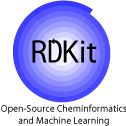 RDKit
Open-Source Cheminformatics
and Machine Learning